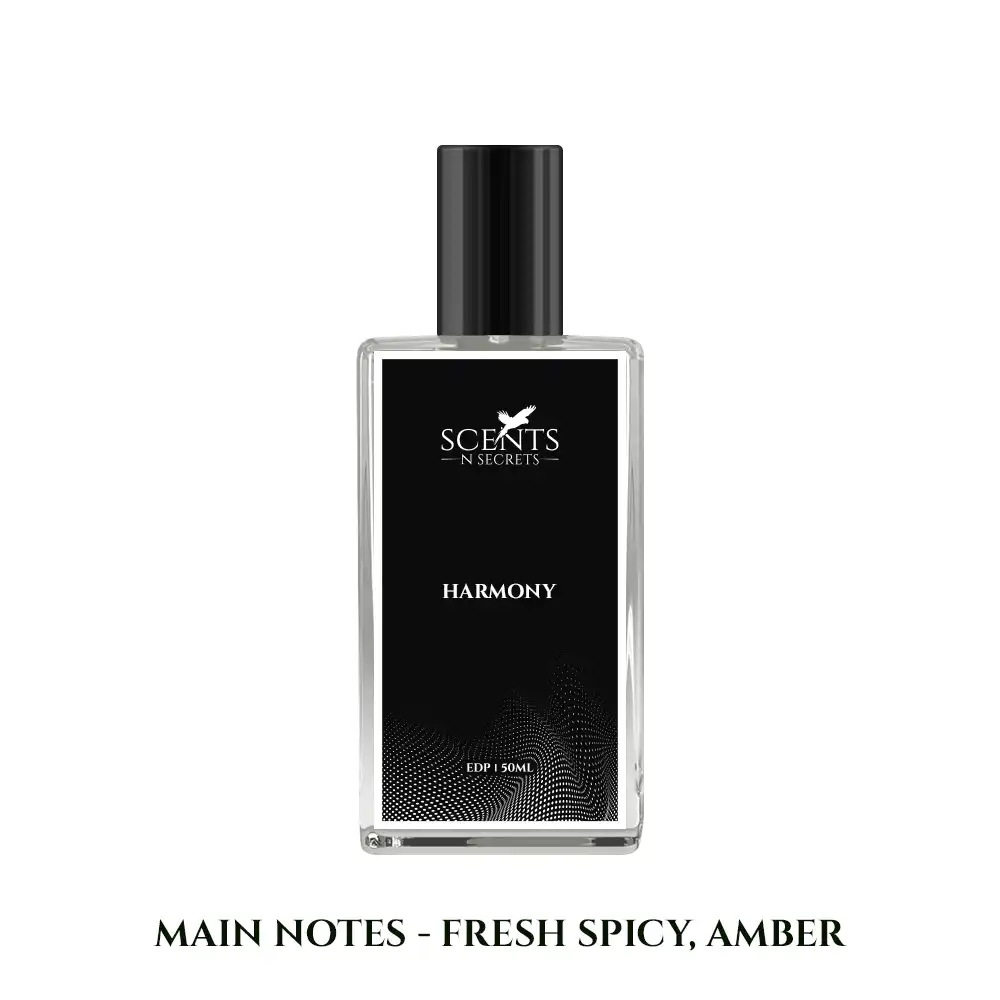 SCENTS
N SECRETS
HARMONY
EDP | 50ML
MAIN NOTES - FRESH SPICY, AMBER